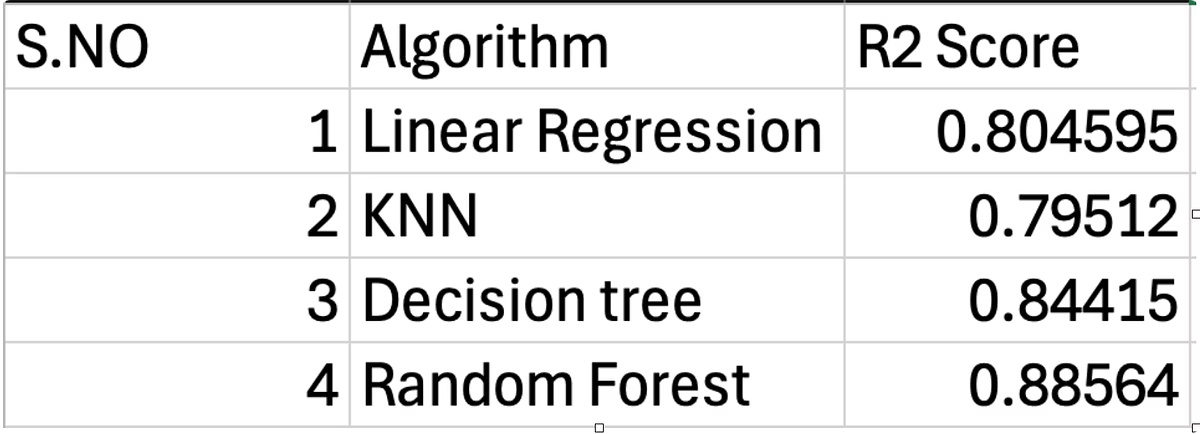 S.NO Algorithm R2 Score
1 Linear Regression 0.804595
2 KNN 0.79512
3 Decision tree 0.84415
4 Random Forest 0.88564